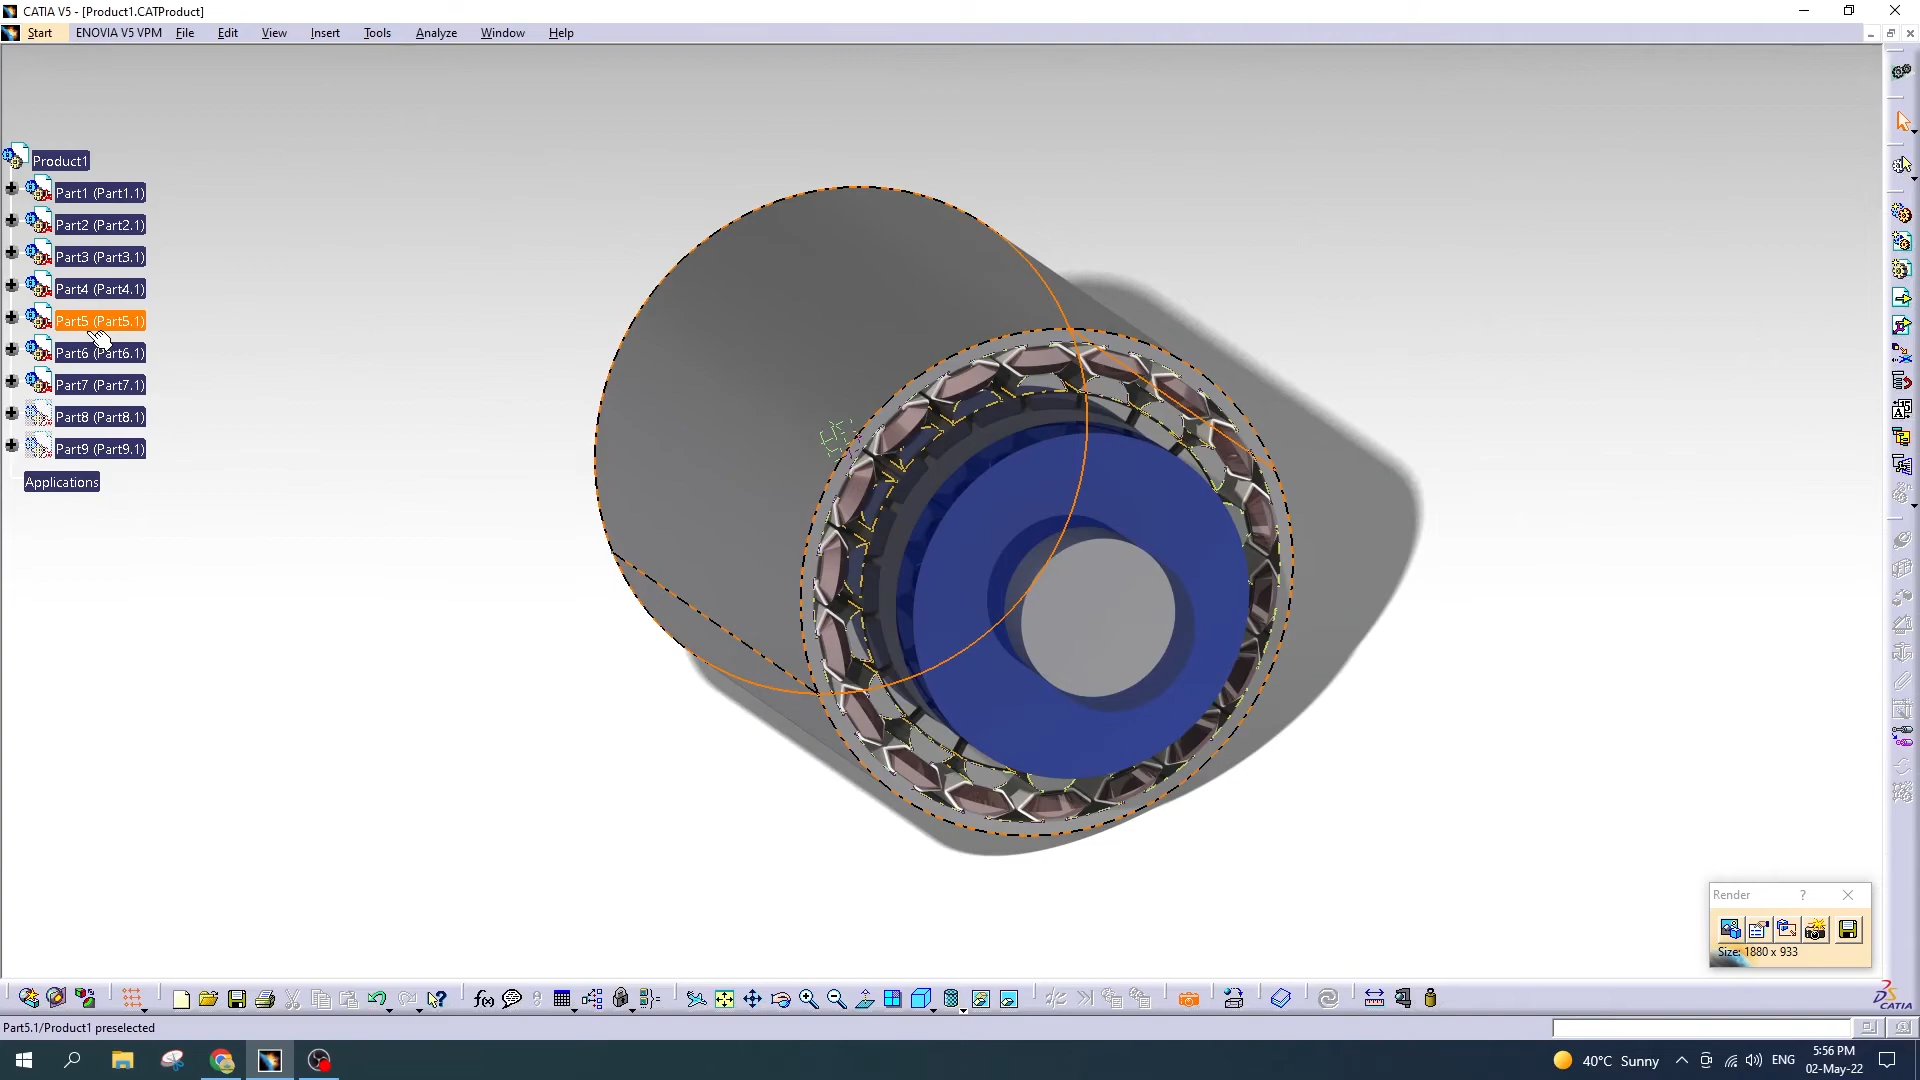 CATIA V5 - [Product1.CATProduct]
Start ENOVIA V5 VPM File Edit View Insert Tools Analyze Window Help
Product1
Part1 (Part1.1)
Part2 (Part2.1)
Part3 (Part3.1)
Part4 (Part4.1)
Part5 (Part5.1)
Part6 (Part6.1)
Part7 (Part7.1)
Part8 (Part8.1)
Part9 (Part9.1)
Applications
Render ?
Size: 1880 x 933
f(x)
CATIA
Part5.1/Product1 preselected
40°C Sunny ENG 5:56 PM
02-May-22